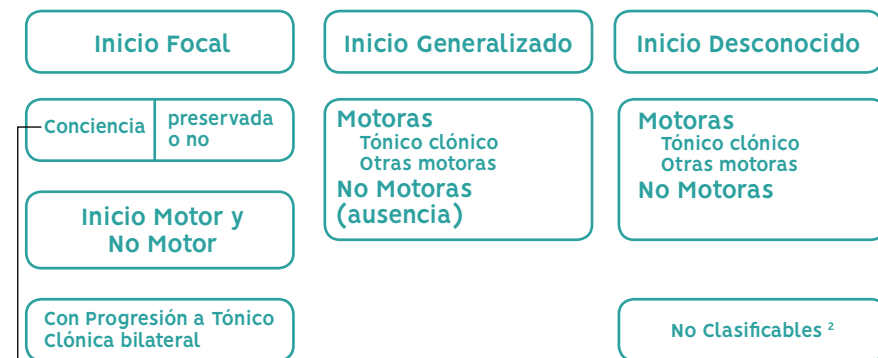 Inicio Focal
Conciencia
preservada
o no
Inicio Motor y
No Motor
Con Progresión a Tónico
Clónica bilateral
Inicio Generalizado
Motoras
Tónico clónico
Otras motoras
No Motoras
(ausencia)
Inicio Desconocido
Motoras
Tónico clónico
Otras motoras
No Motoras
No Clasificables ²